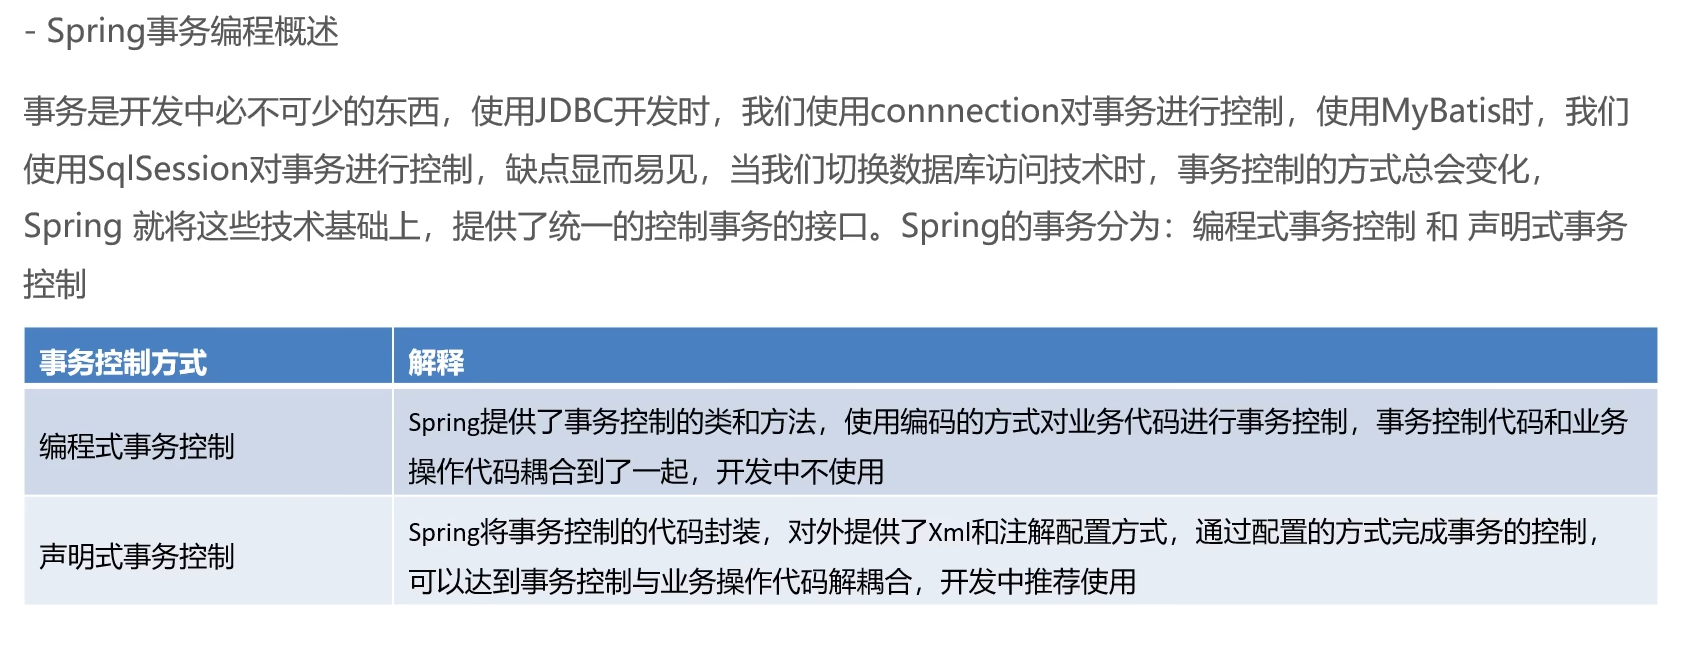 - Spring事务编程概述
事务是开发中必不可少的东西，使用JDBC开发时，我们使用connnection对事务进行控制，使用MyBatis时，我们
使用SqlSession对事务进行控制，缺点显而易见，当我们切换数据库访问技术时，事务控制的方式总会变化，
Spring 就将这些技术基础上，提供了统一的控制事务的接口。Spring的事务分为：编程式事务控制 和 声明式事务
控制
事务控制方式 解释
编程式事务控制
Spring提供了事务控制的类和方法，使用编码的方式对业务代码进行事务控制，事务控制代码和业务
操作代码耦合到了一起，开发中不使用
声明式事务控制
Spring将事务控制的代码封装，对外提供了Xml和注解配置方式，通过配置的方式完成事务的控制，
可以达到事务控制与业务操作代码解耦合，开发中推荐使用